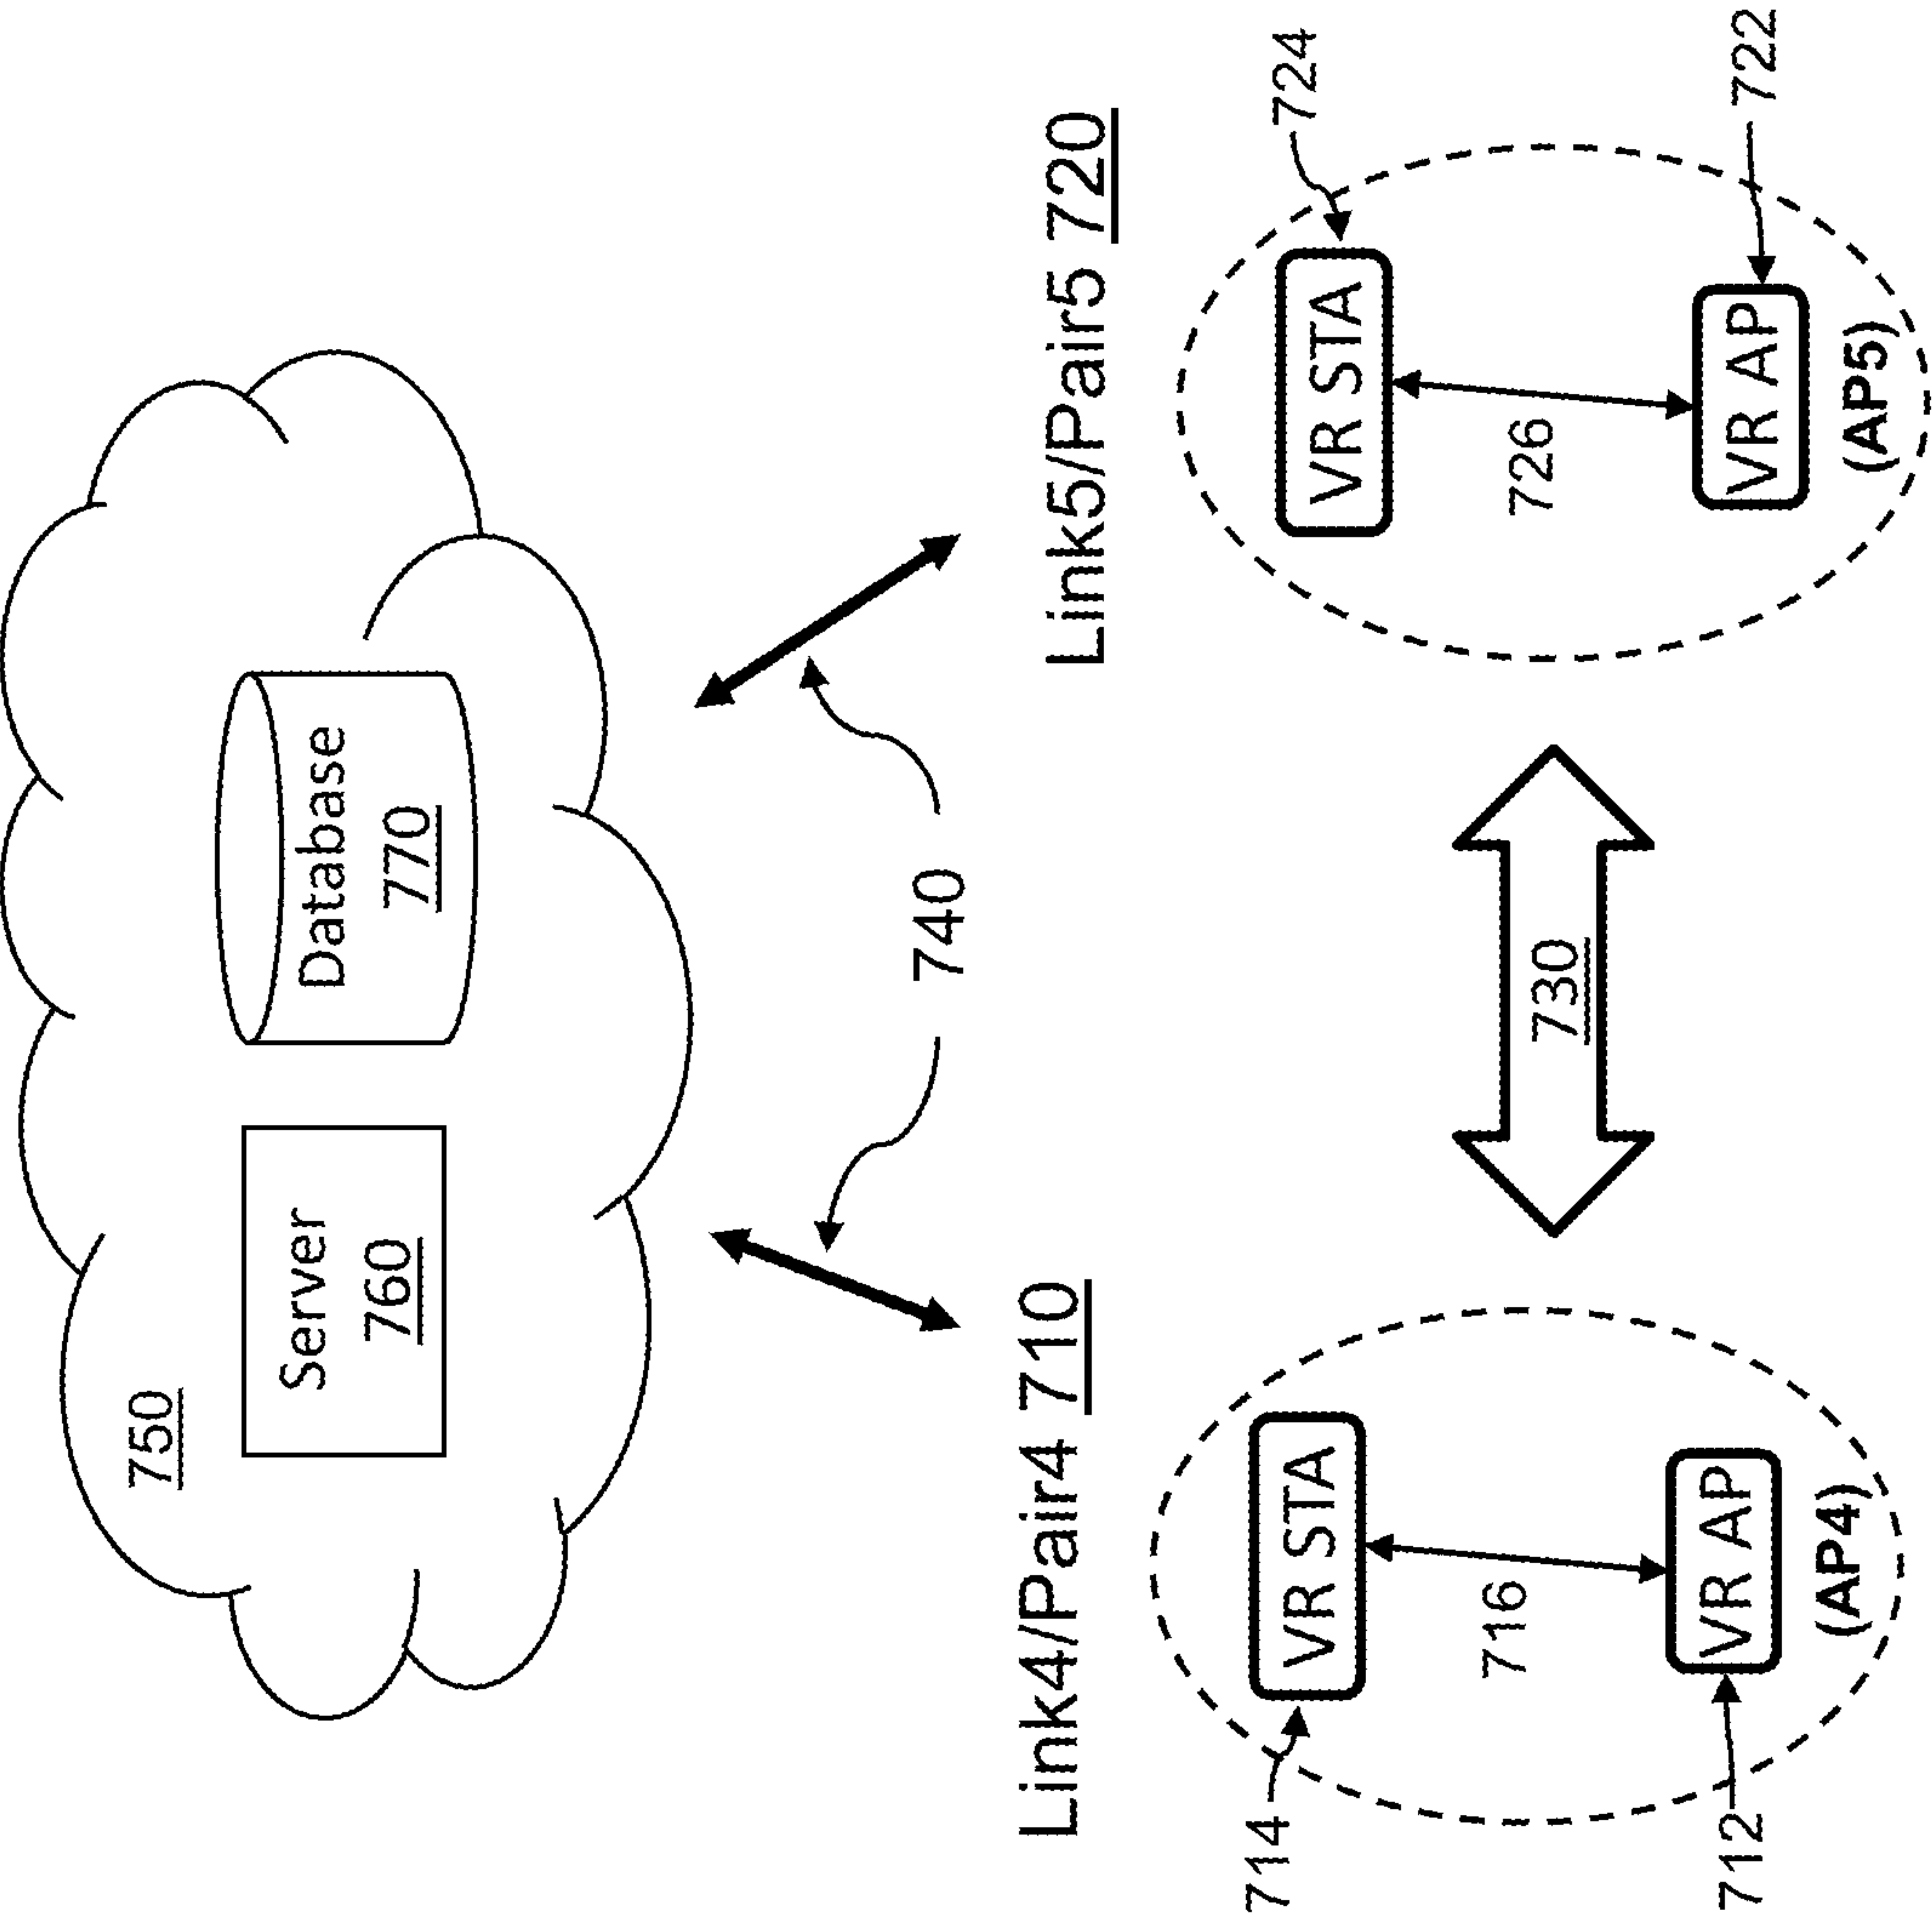 750
Server
760
Database
770
740
Link4/Pair4 710
Link5/Pair5 720
714
VR STA
716
VR AP
(AP4)
712
730
724
VR STA
726
VR AP
(AP5)
722